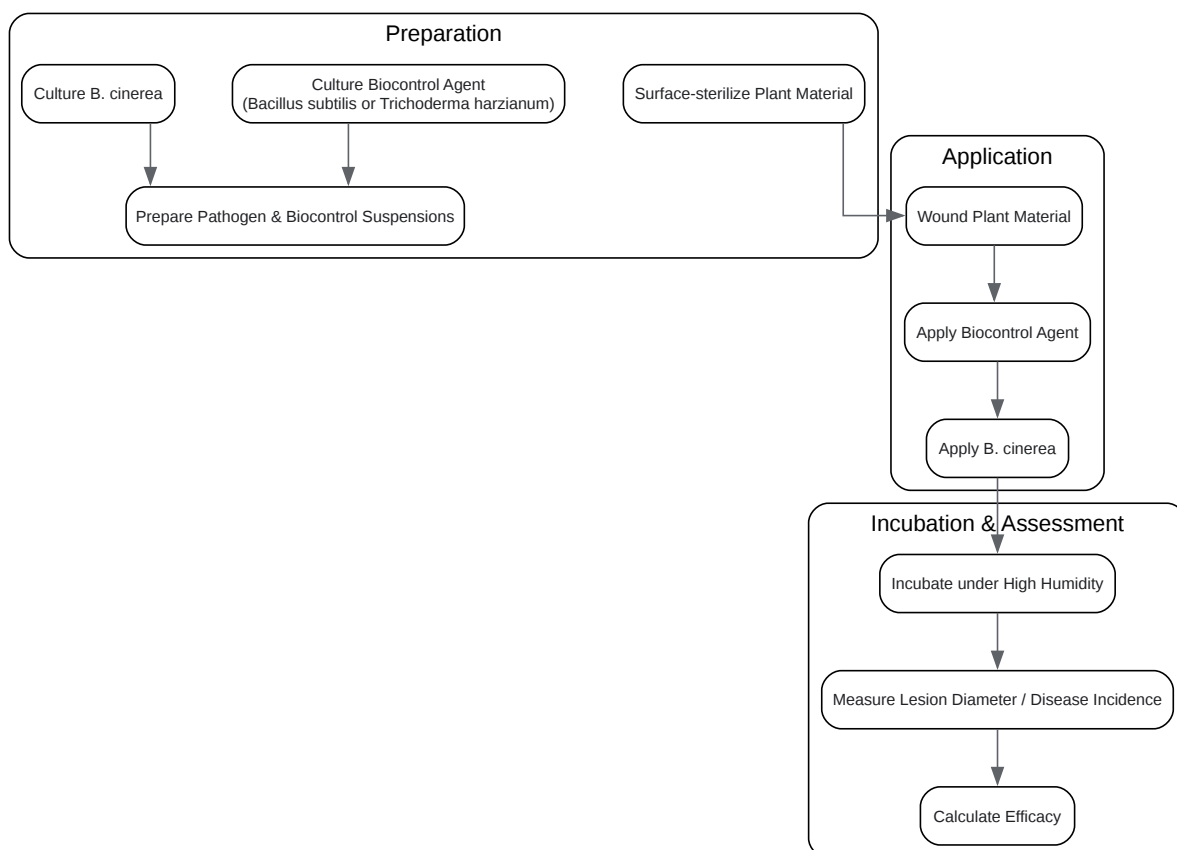 Preparation
Culture B. cinerea
Culture Biocontrol Agent
(Bacillus subtilis or Trichoderma harzianum)
Surface-sterilize Plant Material
Prepare Pathogen & Biocontrol Suspensions
Application
Wound Plant Material
Apply Biocontrol Agent
Apply B. cinerea
Incubation & Assessment
Incubate under High Humidity
Measure Lesion Diameter / Disease Incidence
Calculate Efficacy